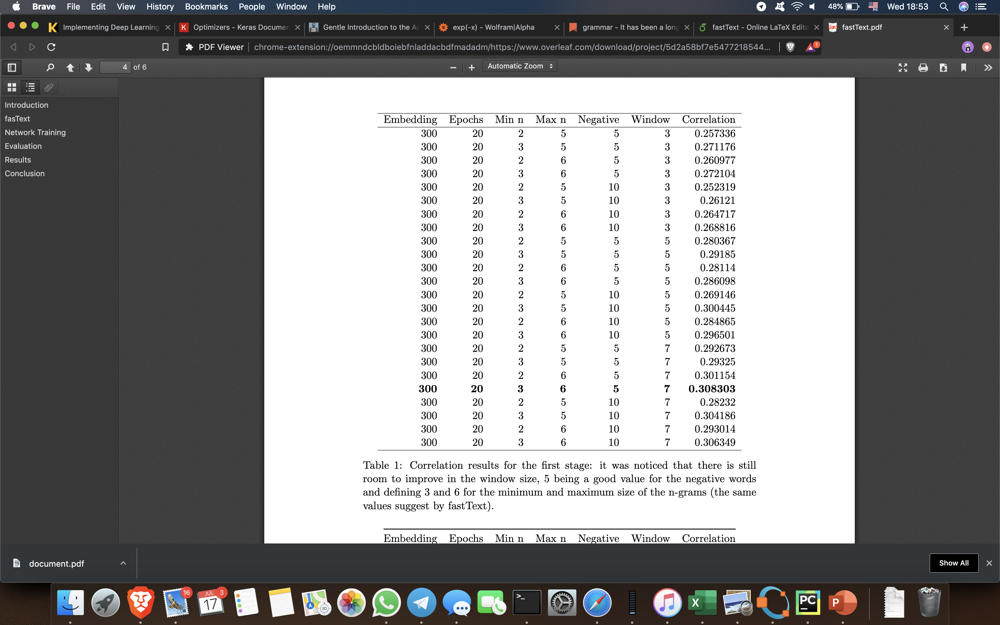 Brave File Edit View History Bookmarks People Window Help 48% PC Wed 18:53
Implementing Deep Learning
K Optimizers - Keras Documen
Gentle Introduction to the Ad
exp(-x) - Wolfram|Alpha
grammar - It has been a long
fastText - Online LaTeX Edito
fastText.pdf
PDF Viewer chrome-extension://oemmndcbldboiebfnladdacbdfmadadm/https://www.overleaf.com/download/project/5d2a58bf7e5477218544... 1
4 of 6 Automatic Zoom
Introduction
fasText
Network Training
Evaluation
Results
Conclusion
Embedding Epochs Min n Max n Negative Window Correlation
300 20 2 5 5 3 0.257336
300 20 3 5 5 3 0.271176
300 20 2 6 5 3 0.260977
300 20 3 6 5 3 0.272104
300 20 2 5 10 3 0.252319
300 20 3 5 10 3 0.26121
300 20 2 6 10 3 0.264717
300 20 3 6 10 3 0.268816
300 20 2 5 5 5 0.280367
300 20 3 5 5 5 0.29185
300 20 2 6 5 5 0.28114
300 20 3 6 5 5 0.286098
300 20 2 5 10 5 0.269146
300 20 3 5 10 5 0.300445
300 20 2 6 10 5 0.284865
300 20 3 6 10 5 0.296501
300 20 2 5 5 7 0.292673
300 20 3 5 5 7 0.29325
300 20 2 6 5 7 0.301154
300 20 3 6 5 7 0.308303
300 20 2 5 10 7 0.28232
300 20 3 5 10 7 0.304186
300 20 2 6 10 7 0.293014
300 20 3 6 10 7 0.306349
Table 1: Correlation results for the first stage: it was noticed that there is still
room to improve in the window size, 5 being a good value for the negative words
and defining 3 and 6 for the minimum and maximum size of the n-grams (the same
values suggest by fastText).
Embedding Epochs Min n Max n Negative Window Correlation
document.pdf Show All
16 JUL 3 17 3D >_ X PC P